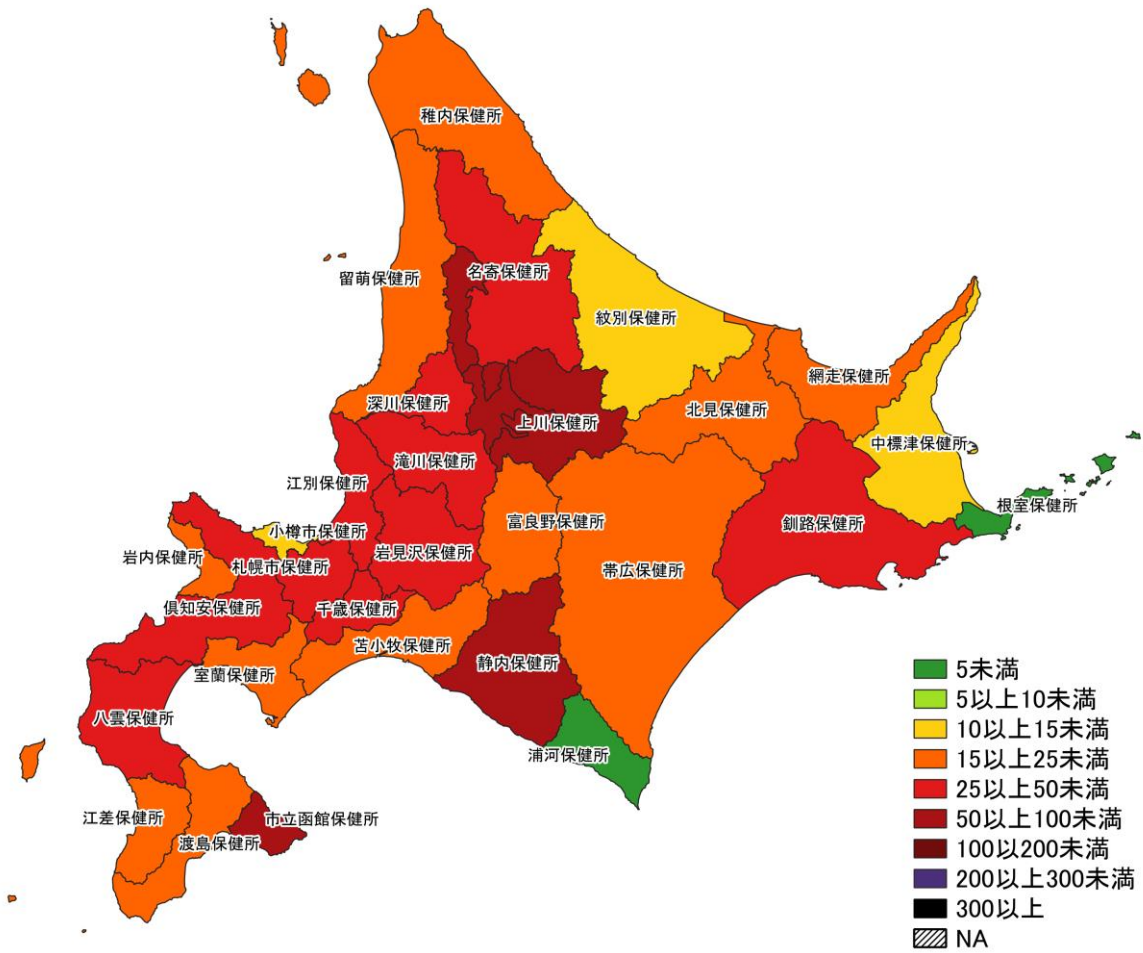 稚内保健所
名寄保健所
留萌保健所
紋別保健所
網走保健所
深川保健所
北見保健所
上川保健所
中標津保健所
滝川保健所
江別保健所
根室保健所
富良野保健所
釧路保健所
小樽市保健所
岩見沢保健所
岩内保健所
札幌市保健所
帯広保健所
倶知安保健所
千歳保健所
苫小牧保健所
静内保健所
室蘭保健所
八雲保健所
浦河保健所
江差保健所
市立函館保健所
渡島保健所
5未満
5以上10未満
10以上15未満
15以上25未満
25以上50未満
50以上100未満
100以200未満
200以上300未満
300以上
NA